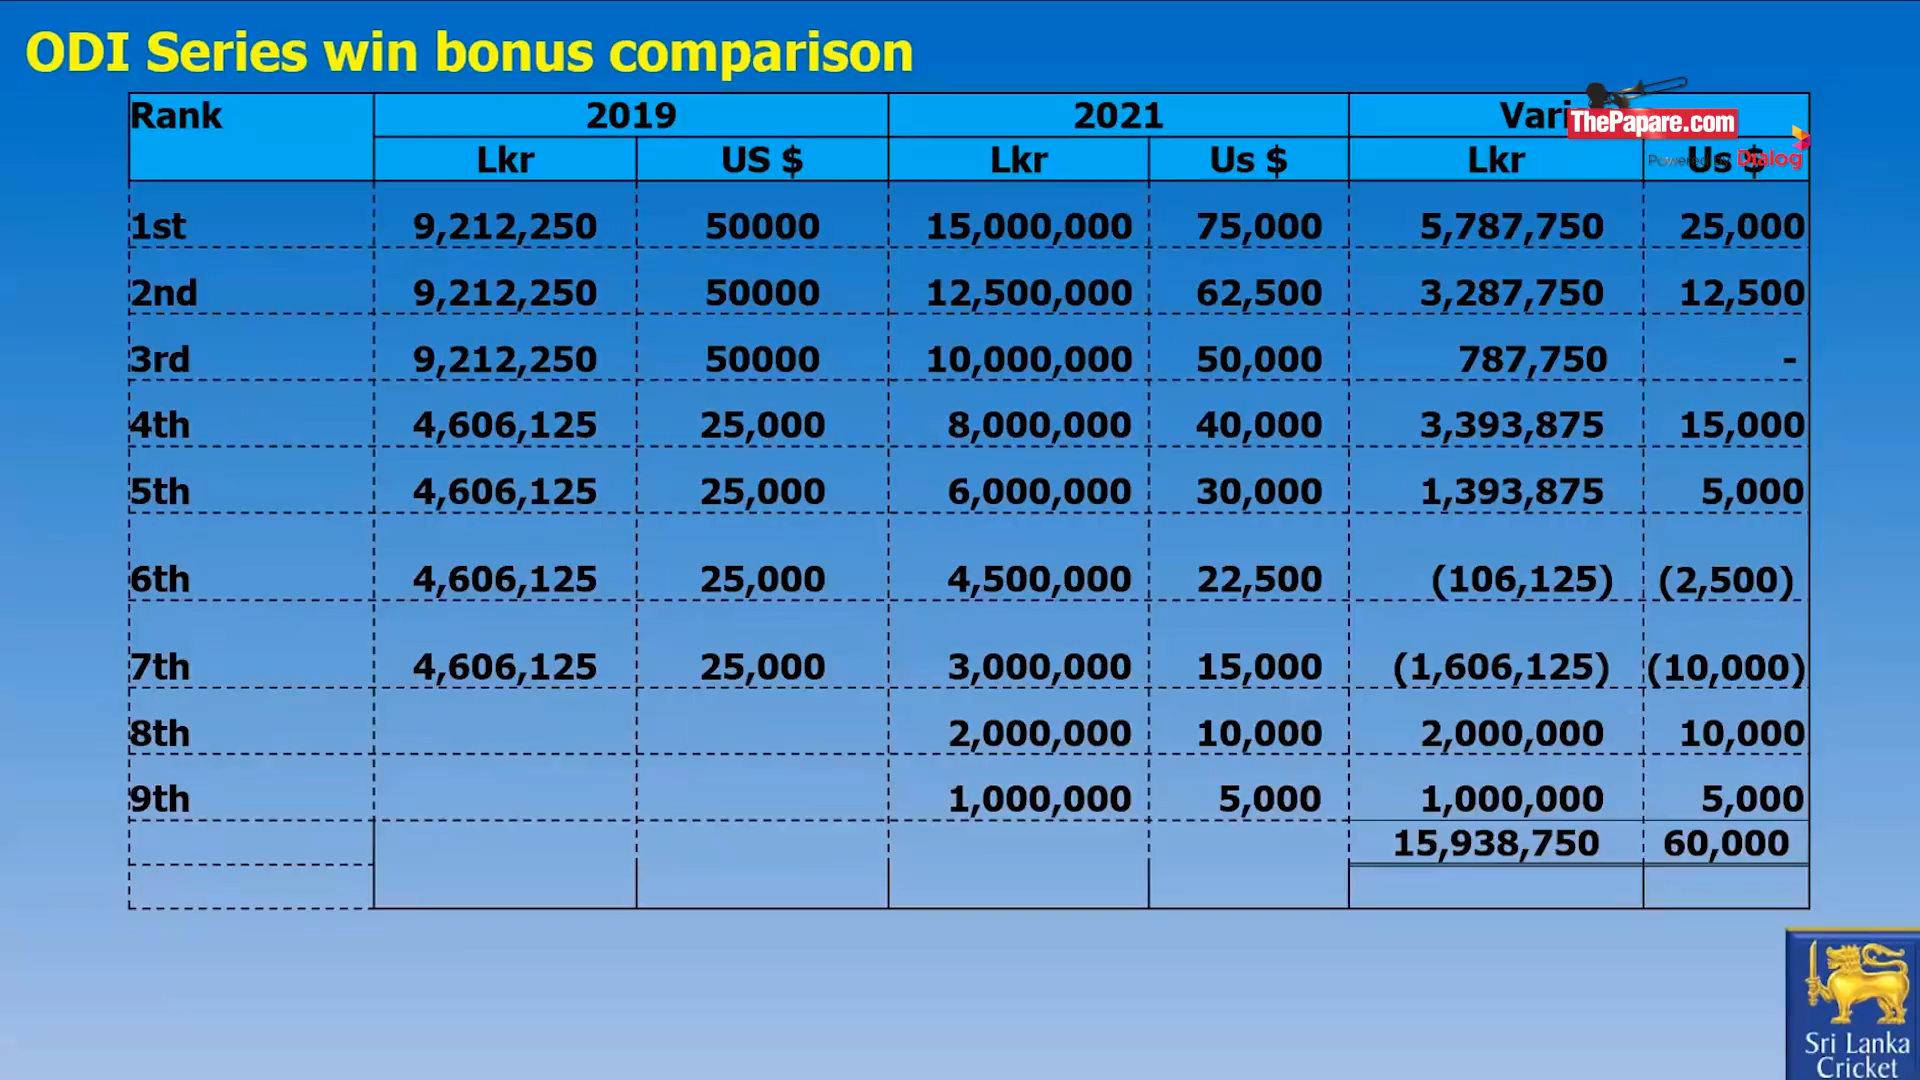 ODI Series win bonus comparison
Rank 2019 2021 Vari
ThePapare.com
Powered by Dialog
Lkr US $ Lkr Us $ Lkr Us $
1st 9,212,250 50000 15,000,000 75,000 5,787,750 25,000
2nd 9,212,250 50000 12,500,000 62,500 3,287,750 12,500
3rd 9,212,250 50000 10,000,000 50,000 787,750 -
4th 4,606,125 25,000 8,000,000 40,000 3,393,875 15,000
5th 4,606,125 25,000 6,000,000 30,000 1,393,875 5,000
6th 4,606,125 25,000 4,500,000 22,500 (106,125) (2,500)
7th 4,606,125 25,000 3,000,000 15,000 (1,606,125) (10,000)
8th 2,000,000 10,000 2,000,000 10,000
9th 1,000,000 5,000 1,000,000 5,000
15,938,750 60,000
Sri Lanka
Cricket